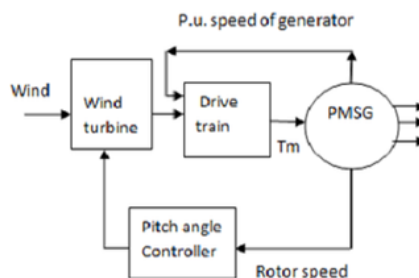 P.u. speed of generator
Wind
Wind
turbine
Drive
train
Tm
PMSG
Pitch angle
Controller
Rotor speed